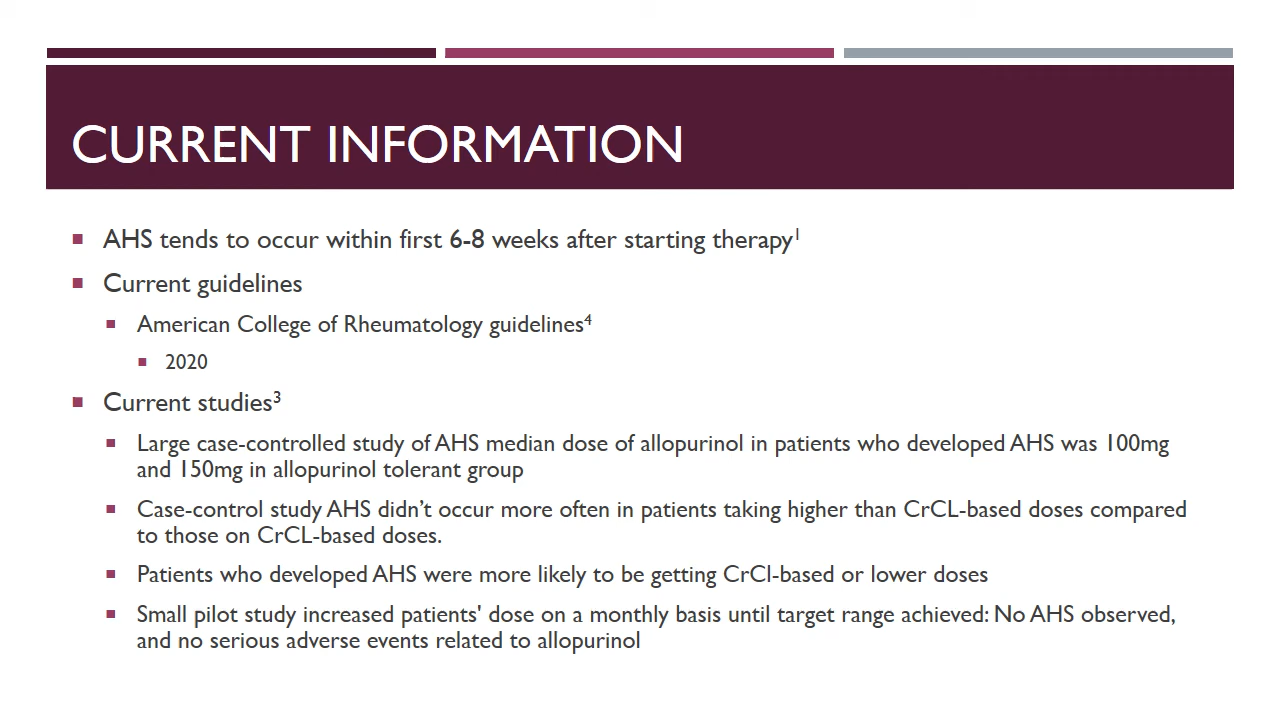 CURRENT INFORMATION
AHS tends to occur within first 6-8 weeks after starting therapy¹
Current guidelines
American College of Rheumatology guidelines⁴
2020
Current studies³
Large case-controlled study of AHS median dose of allopurinol in patients who developed AHS was 100mg
and 150mg in allopurinol tolerant group
Case-control study AHS didn’t occur more often in patients taking higher than CrCL-based doses compared
to those on CrCL-based doses.
Patients who developed AHS were more likely to be getting CrCl-based or lower doses
Small pilot study increased patients' dose on a monthly basis until target range achieved: No AHS observed,
and no serious adverse events related to allopurinol